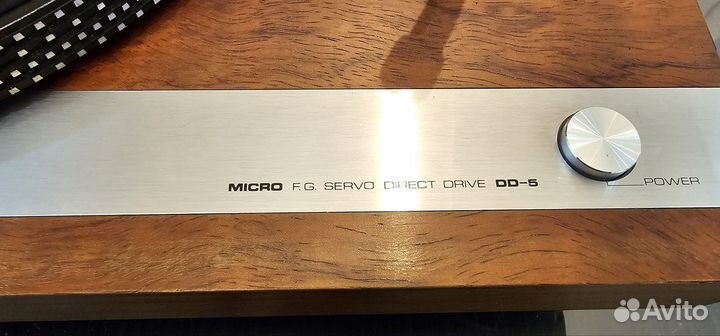 MICRO F.G. SERVO DIRECT DRIVE DD-5
POWER
Avito